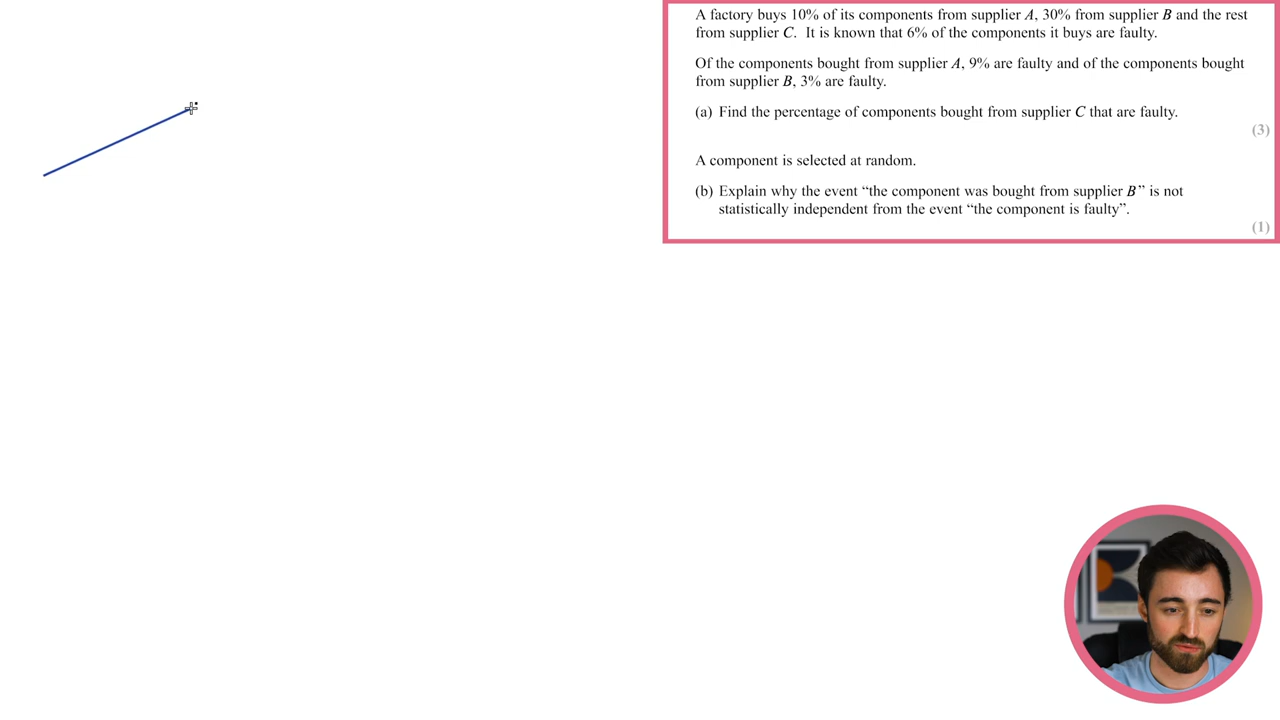 A factory buys 10% of its components from supplier A, 30% from supplier B and the rest
from supplier C. It is known that 6% of the components it buys are faulty.
Of the components bought from supplier A, 9% are faulty and of the components bought
from supplier B, 3% are faulty.
(a) Find the percentage of components bought from supplier C that are faulty.
(3)
A component is selected at random.
(b) Explain why the event “the component was bought from supplier B” is not
statistically independent from the event “the component is faulty”.
(1)